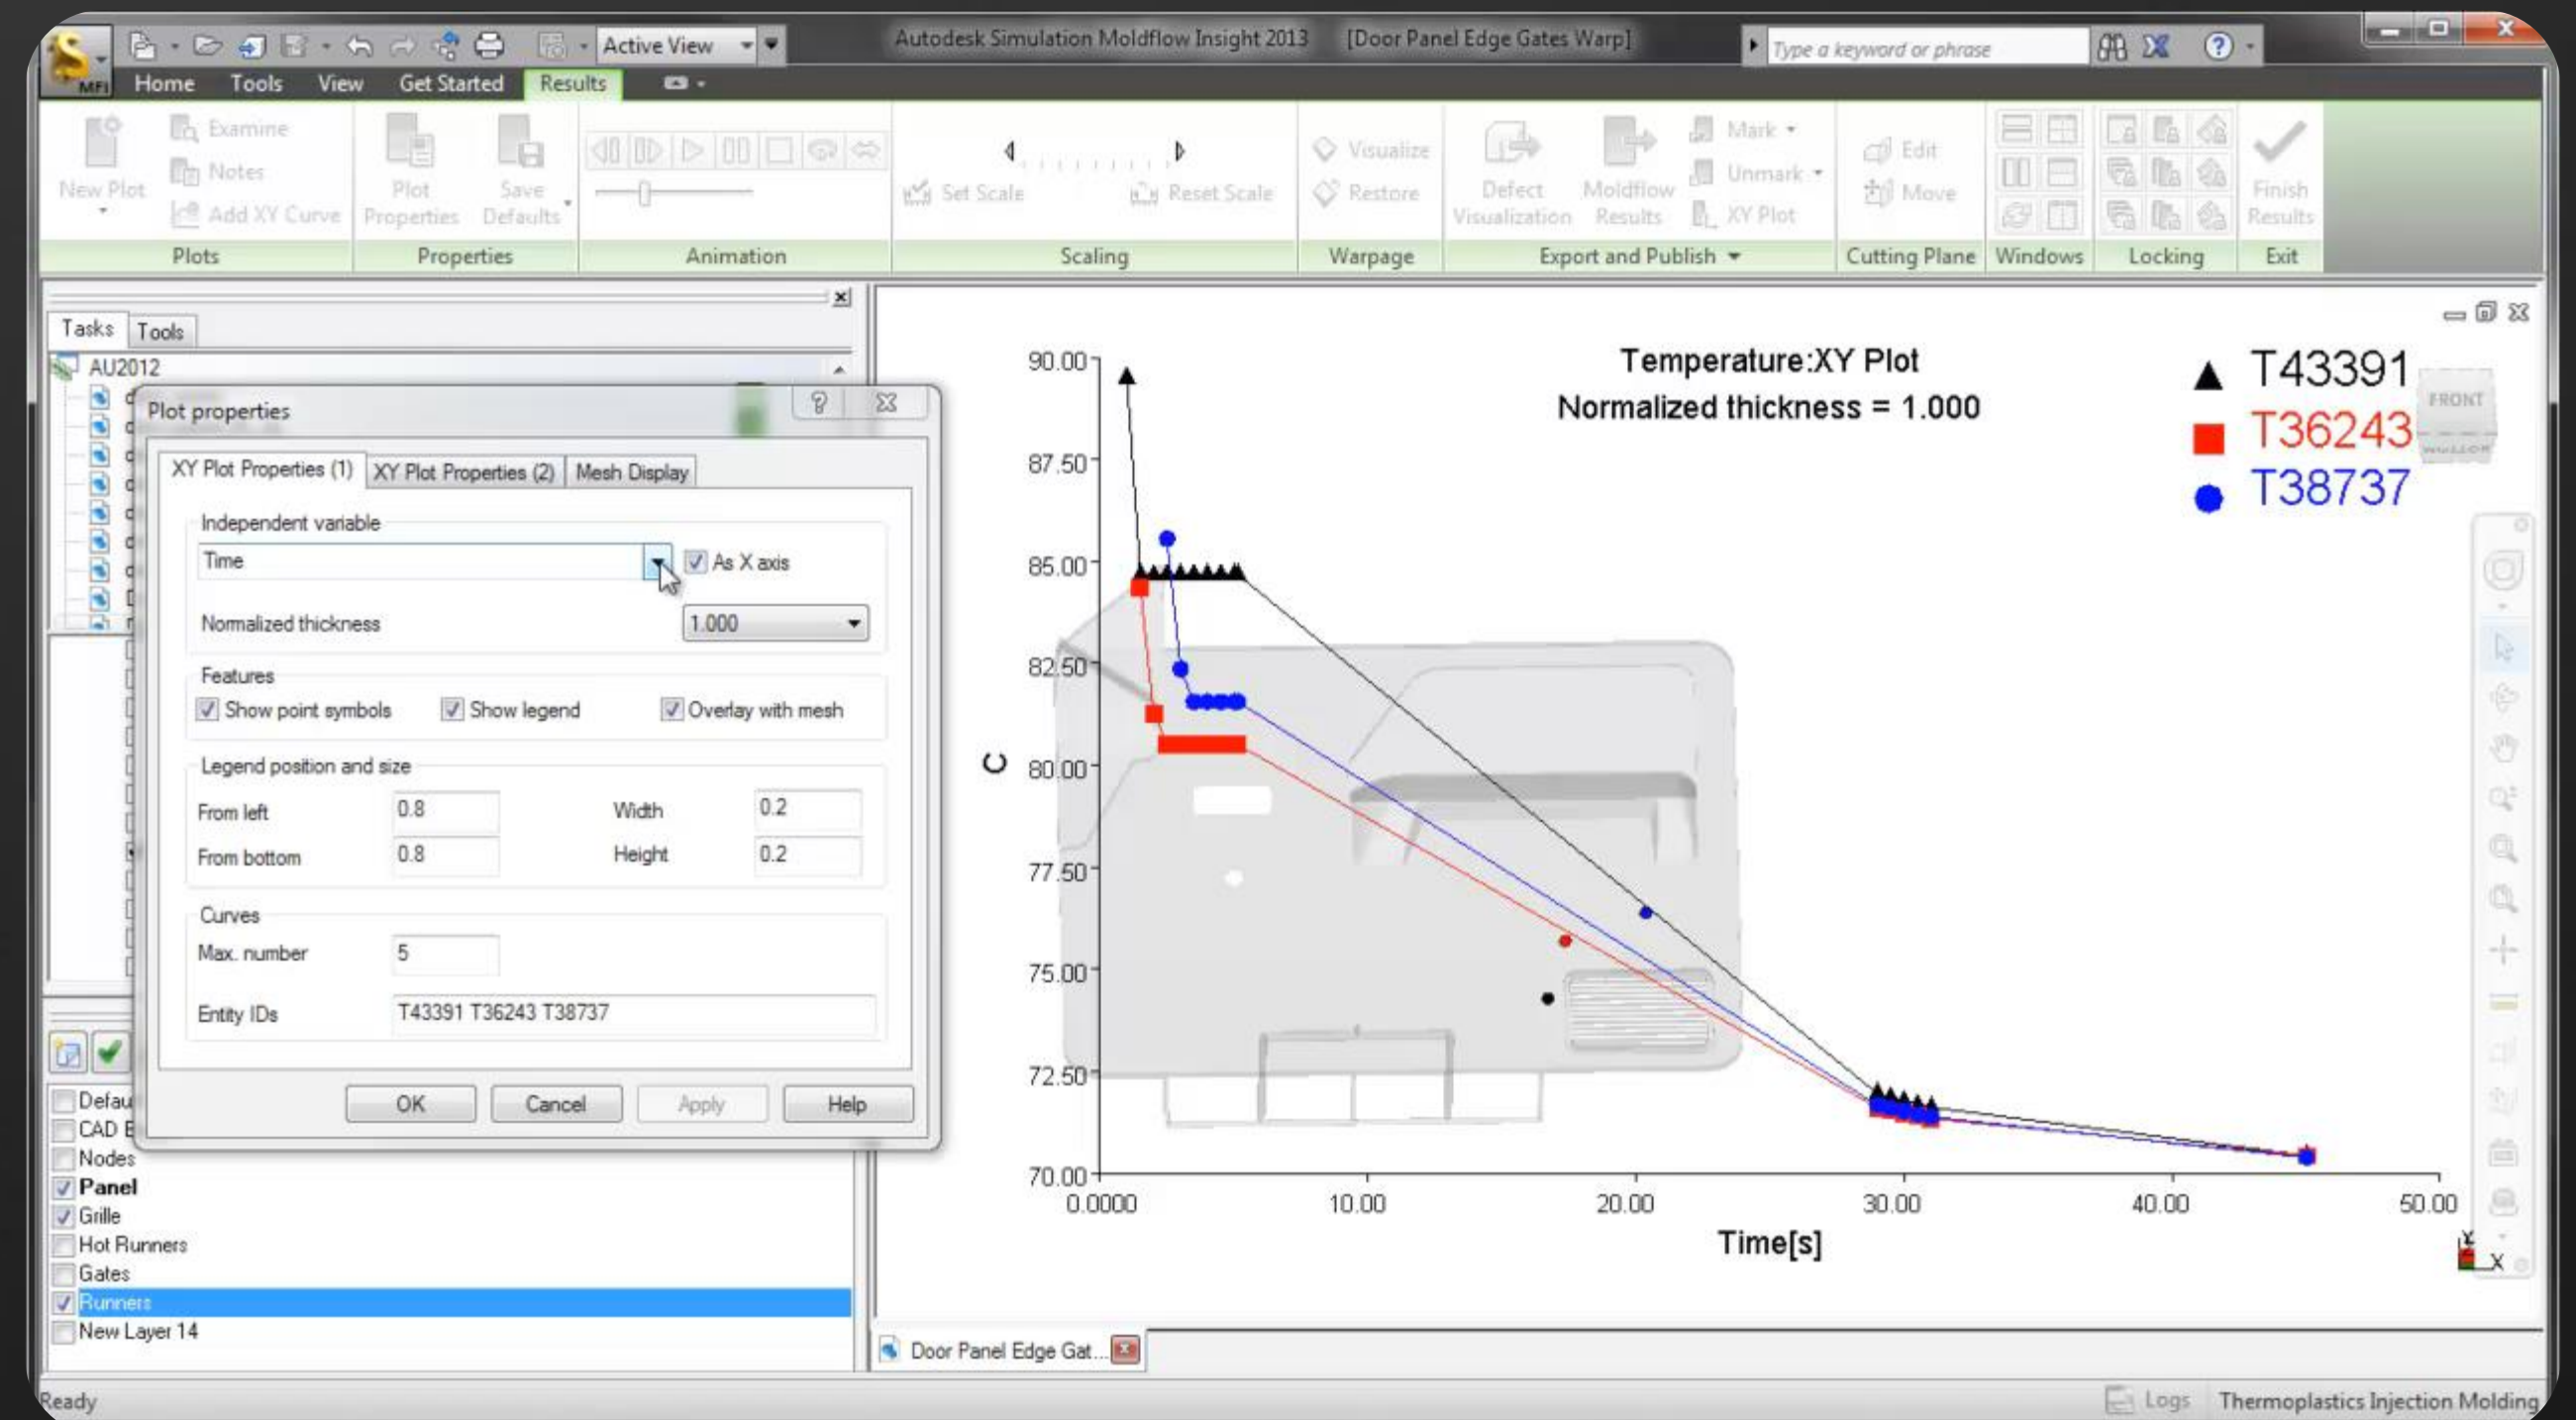 Active View
Autodesk Simulation Moldflow Insight 2013 [Door Panel Edge Gates Warp]
Type a keyword or phrase
MFI
Home Tools View Get Started Results
New Plot
Examine
Notes
Add XY Curve
Plots
Plot Properties
Save Defaults
Properties
Animation
Set Scale Reset Scale
Scaling
Visualize
Restore
Warpage
Defect Visualization
Moldflow Results
Mark
Unmark
XY Plot
Export and Publish
Edit
Move
Cutting Plane
Windows
Locking
Finish Results
Exit
Tasks Tools
AU2012
Plot properties
XY Plot Properties (1) XY Plot Properties (2) Mesh Display
Independent variable
Time As X axis
Normalized thickness 1.000
Features
Show point symbols Show legend Overlay with mesh
Legend position and size
From left 0.8 Width 0.2
From bottom 0.8 Height 0.2
Curves
Max. number 5
Entity IDs T43391 T36243 T38737
OK Cancel Apply Help
Defau
CAD E
Nodes
Panel
Grille
Hot Runners
Gates
Runners
New Layer 14
Temperature:XY Plot
Normalized thickness = 1.000
T43391
T36243
T38737
FRONT
BOTTOM
90.00
87.50
85.00
82.50
C
80.00
77.50
75.00
72.50
70.00
0.0000 10.00 20.00 30.00 40.00 50.00
Time[s]
Y
X
Door Panel Edge Gat...
Ready
Logs Thermoplastics Injection Molding